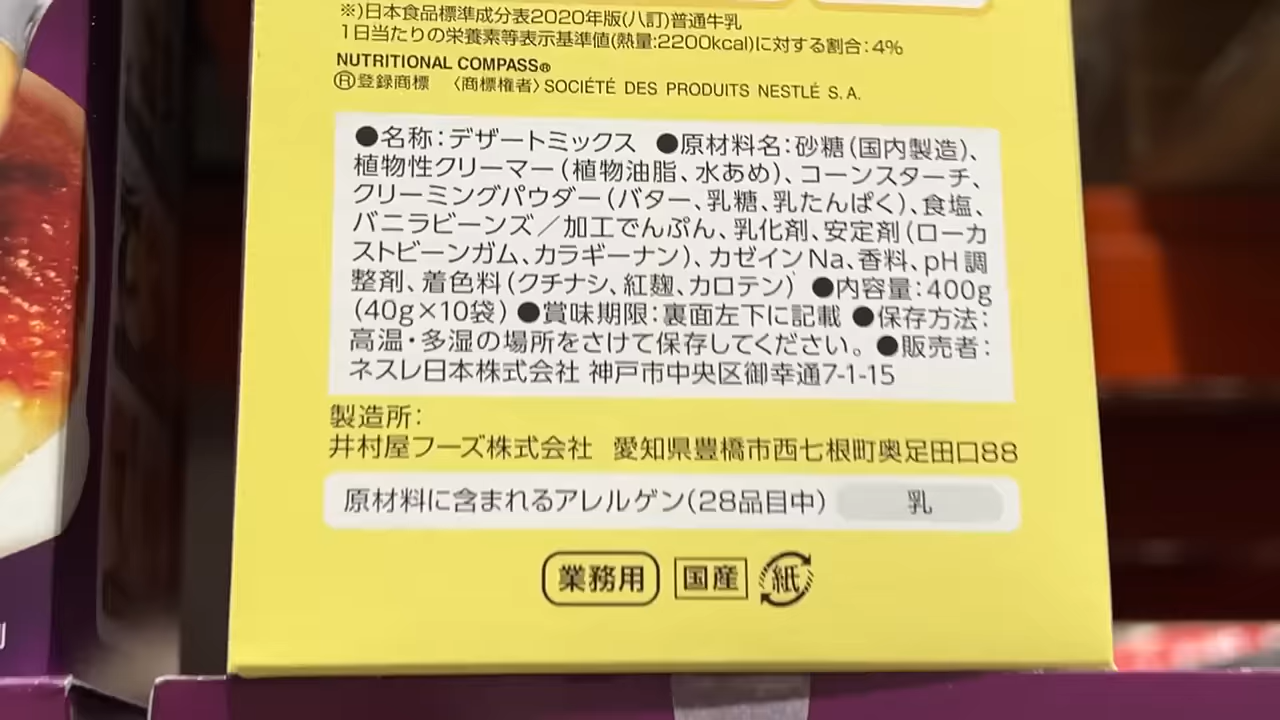 ※)日本食品標準成分表2020年版(八訂)普通牛乳
1日当たりの栄養素等表示基準値(熱量:2200kcal)に対する割合:4%
NUTRITIONAL COMPASS®
Ⓡ登録商標 〈商標権者〉SOCIÉTÉ DES PRODUITS NESTLÉ S.A.
●名称:デザートミックス ●原材料名:砂糖(国内製造)、
植物性クリーマー(植物油脂、水あめ)、コーンスターチ、
クリーミングパウダー(バター、乳糖、乳たんぱく)、食塩、
バニラビーンズ/加工でんぷん、乳化剤、安定剤(ローカ
ストビーンガム、カラギーナン)、カゼインNa、香料、pH調
整剤、着色料(クチナシ、紅麹、カロテン) ●内容量:400g
(40g×10袋) ●賞味期限:裏面左下に記載 ●保存方法:
高温・多湿の場所をさけて保存してください。 ●販売者:
ネスレ日本株式会社 神戸市中央区御幸通7-1-15
製造所:
井村屋フーズ株式会社 愛知県豊橋市西七根町奥足田口88
原材料に含まれるアレルゲン(28品目中) 乳
業務用 国産 紙